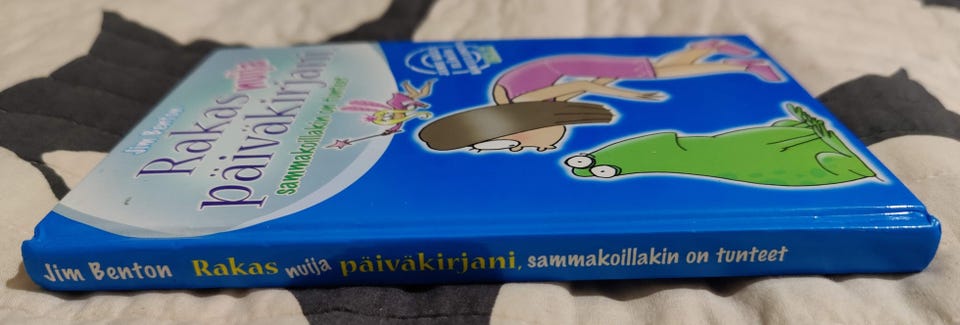 Jim Benton
Rakas nuija
päiväkirjani
sammakoillakin on tunteet
Jim Benton Rakas nuija päiväkirjani, sammakoillakin on tunteet